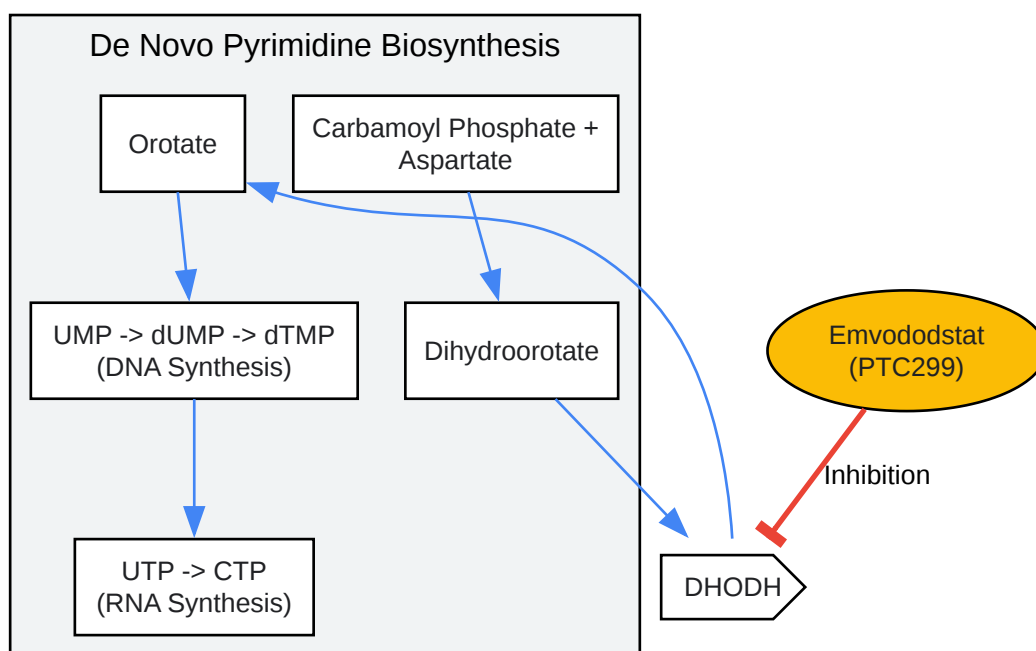 De Novo Pyrimidine Biosynthesis
Orotate
Carbamoyl Phosphate +
Aspartate
UMP -> dUMP -> dTMP
(DNA Synthesis)
Dihydroorotate
Emvododstat
(PTC299)
Inhibition
UTP -> CTP
(RNA Synthesis)
DHODH